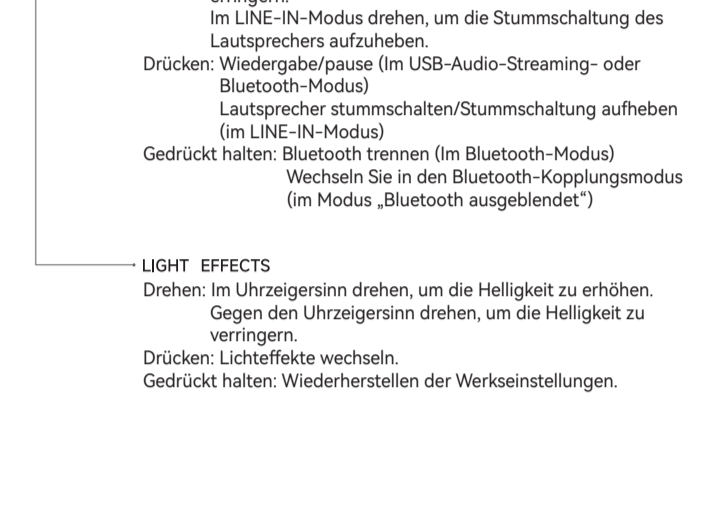 Im LINE-IN-Modus drehen, um die Stummschaltung des
Lautsprechers aufzuheben.
Drücken: Wiedergabe/pause (Im USB-Audio-Streaming- oder
Bluetooth-Modus)
Lautsprecher stummschalten/Stummschaltung aufheben
(im LINE-IN-Modus)
Gedrückt halten: Bluetooth trennen (Im Bluetooth-Modus)
Wechseln Sie in den Bluetooth-Kopplungsmodus
(im Modus „Bluetooth ausgeblendet“)
LIGHT EFFECTS
Drehen: Im Uhrzeigersinn drehen, um die Helligkeit zu erhöhen.
Gegen den Uhrzeigersinn drehen, um die Helligkeit zu
verringern.
Drücken: Lichteffekte wechseln.
Gedrückt halten: Wiederherstellen der Werkseinstellungen.